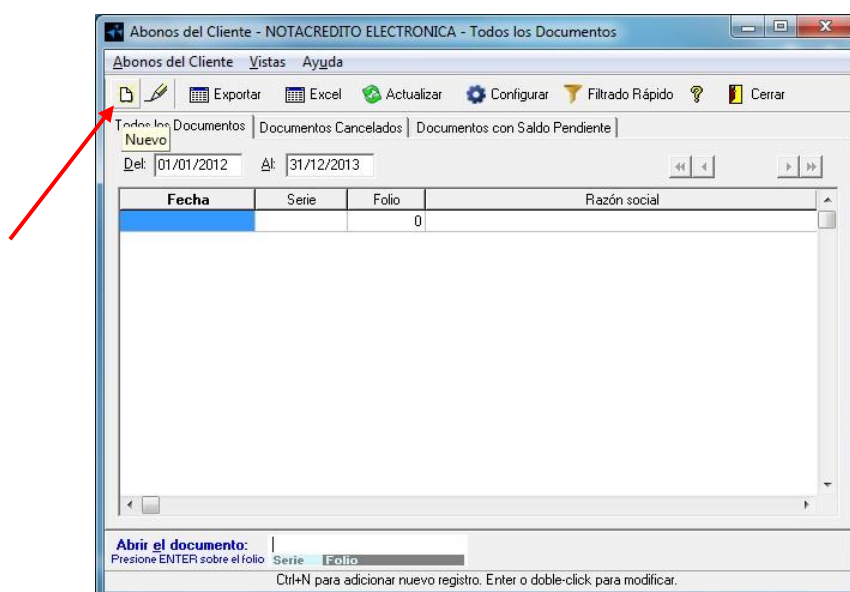 Abonos del Cliente - NOTACREDITO ELECTRONICA - Todos los Documentos
Abonos del Cliente Vistas Ayuda
Exportar Excel Actualizar Configurar Filtrado Rápido Cerrar
Todos los Documentos Documentos Cancelados Documentos con Saldo Pendiente
Nuevo
Del: 01/01/2012 Al: 31/12/2013
Fecha Serie Folio Razón social
0
Abrir el documento:
Presione ENTER sobre el folio Serie Folio
Ctrl+N para adicionar nuevo registro. Enter o doble-click para modificar.